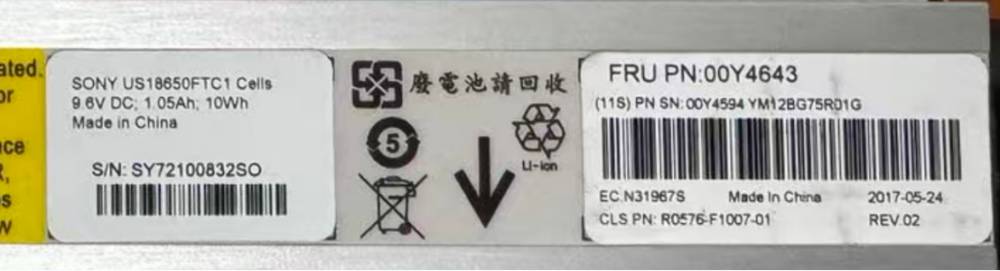 ated.
or
ce
R,
s
w
SONY US18650FTC1 Cells
9.6V DC; 1.05Ah; 10Wh
Made in China
S/N: SY72100832SO
廢電池請回收
5
Li-ion
FRU PN:00Y4643
(11S) PN SN: 00Y4594 YM12BG75R01G
EC.N31967S Made In China 2017-05-24
CLS PN: R0576-F1007-01 REV.02